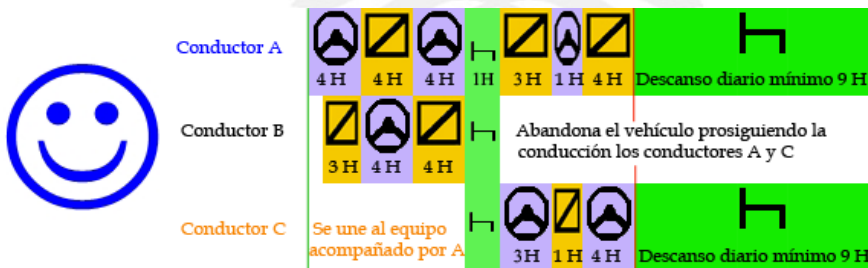 Conductor A
4 H 4 H 4 H 1H 3 H 1 H 4 H Descanso diario mínimo 9 H
Conductor B
3 H 4 H 4 H
Abandona el vehículo prosiguiendo la
conducción los conductores A y C
Conductor C
Se une al equipo
acompañado por A
3H 1 H 4 H Descanso diario mínimo 9 H